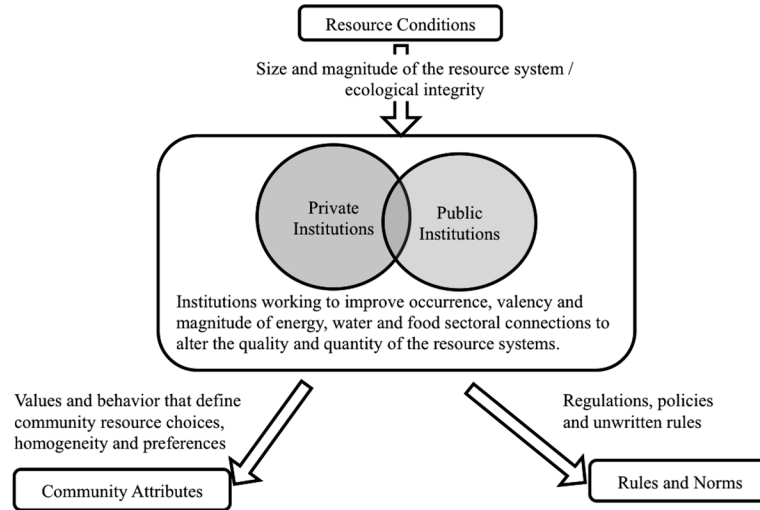 Resource Conditions
Size and magnitude of the resource system /
ecological integrity
Private
Institutions
Public
Institutions
Institutions working to improve occurrence, valency and
magnitude of energy, water and food sectoral connections to
alter the quality and quantity of the resource systems.
Values and behavior that define
community resource choices,
homogeneity and preferences
Regulations, policies
and unwritten rules
Community Attributes
Rules and Norms